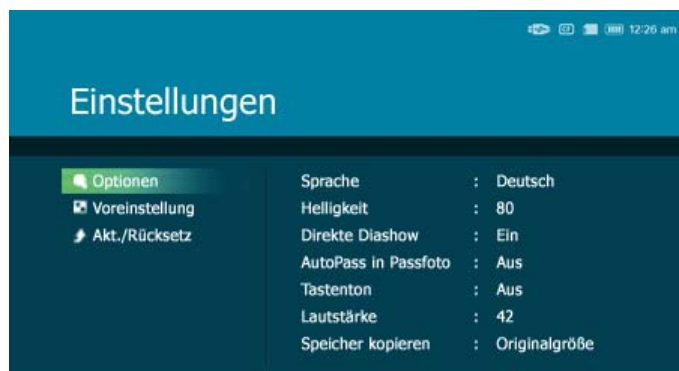 12:26 am
Einstellungen
Optionen
Voreinstellung
Akt./Rücksetz
Sprache : Deutsch
Helligkeit : 80
Direkte Diashow : Ein
AutoPass in Passfoto : Aus
Tastenton : Aus
Lautstärke : 42
Speicher kopieren : Originalgröße